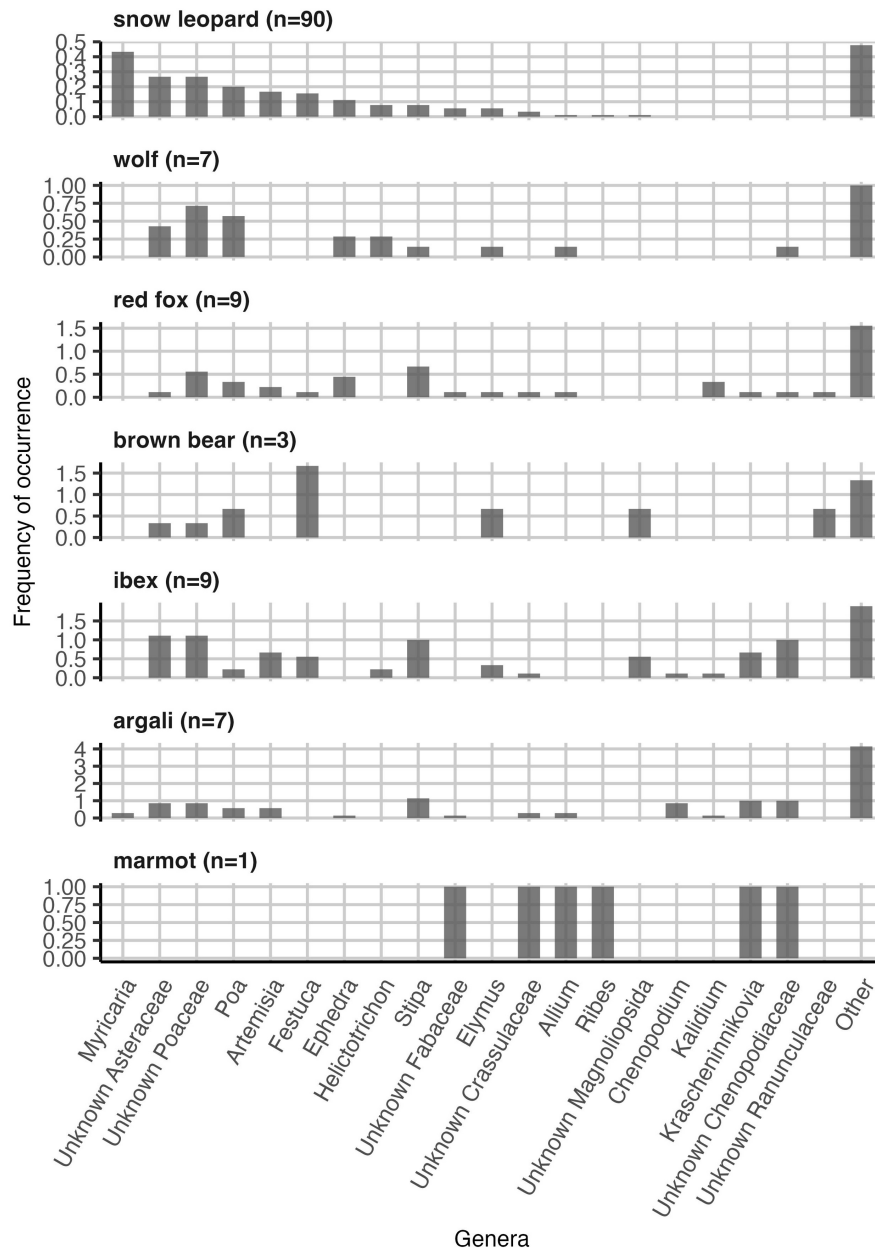 snow leopard (n=90)
0.5
0.4
0.3
0.2
0.1
0.0
wolf (n=7)
1.00
0.75
0.50
0.25
0.00
red fox (n=9)
1.5
1.0
0.5
0.0
brown bear (n=3)
1.5
1.0
0.5
0.0
ibex (n=9)
1.5
1.0
0.5
0.0
argali (n=7)
4
3
2
1
0
marmot (n=1)
1.00
0.75
0.50
0.25
0.00
Frequency of occurrence
Myricaria
Unknown Asteraceae
Unknown Poaceae
Poa
Artemisia
Festuca
Ephedra
Helictotrichon
Stipa
Unknown Fabaceae
Elymus
Unknown Crassulaceae
Allium
Ribes
Unknown Magnoliopsida
Chenopodium
Kalidium
Krascheninnikovia
Unknown Chenopodiaceae
Unknown Ranunculaceae
Other
Genera